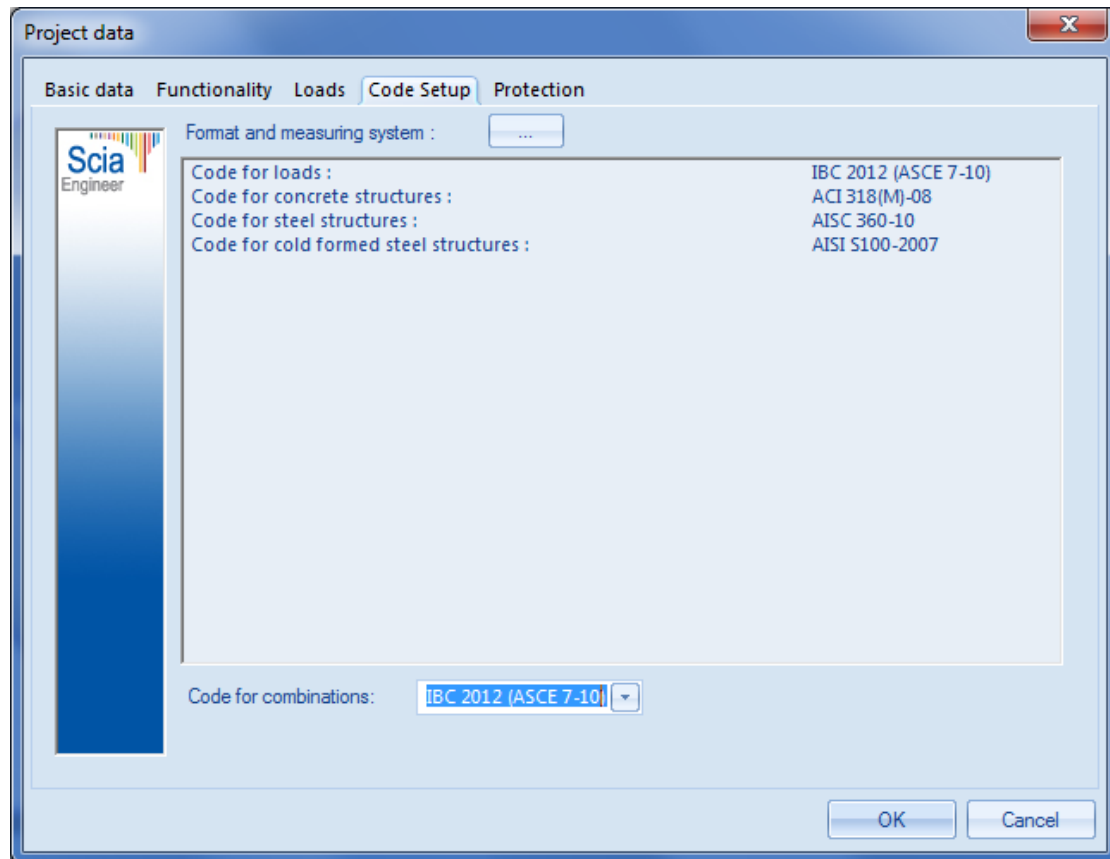 Project data
Basic data Functionality Loads Code Setup Protection
Scia
Engineer
Format and measuring system : ...
Code for loads : IBC 2012 (ASCE 7-10)
Code for concrete structures : ACI 318(M)-08
Code for steel structures : AISC 360-10
Code for cold formed steel structures : AISI S100-2007
Code for combinations: IBC 2012 (ASCE 7-10)
OK Cancel